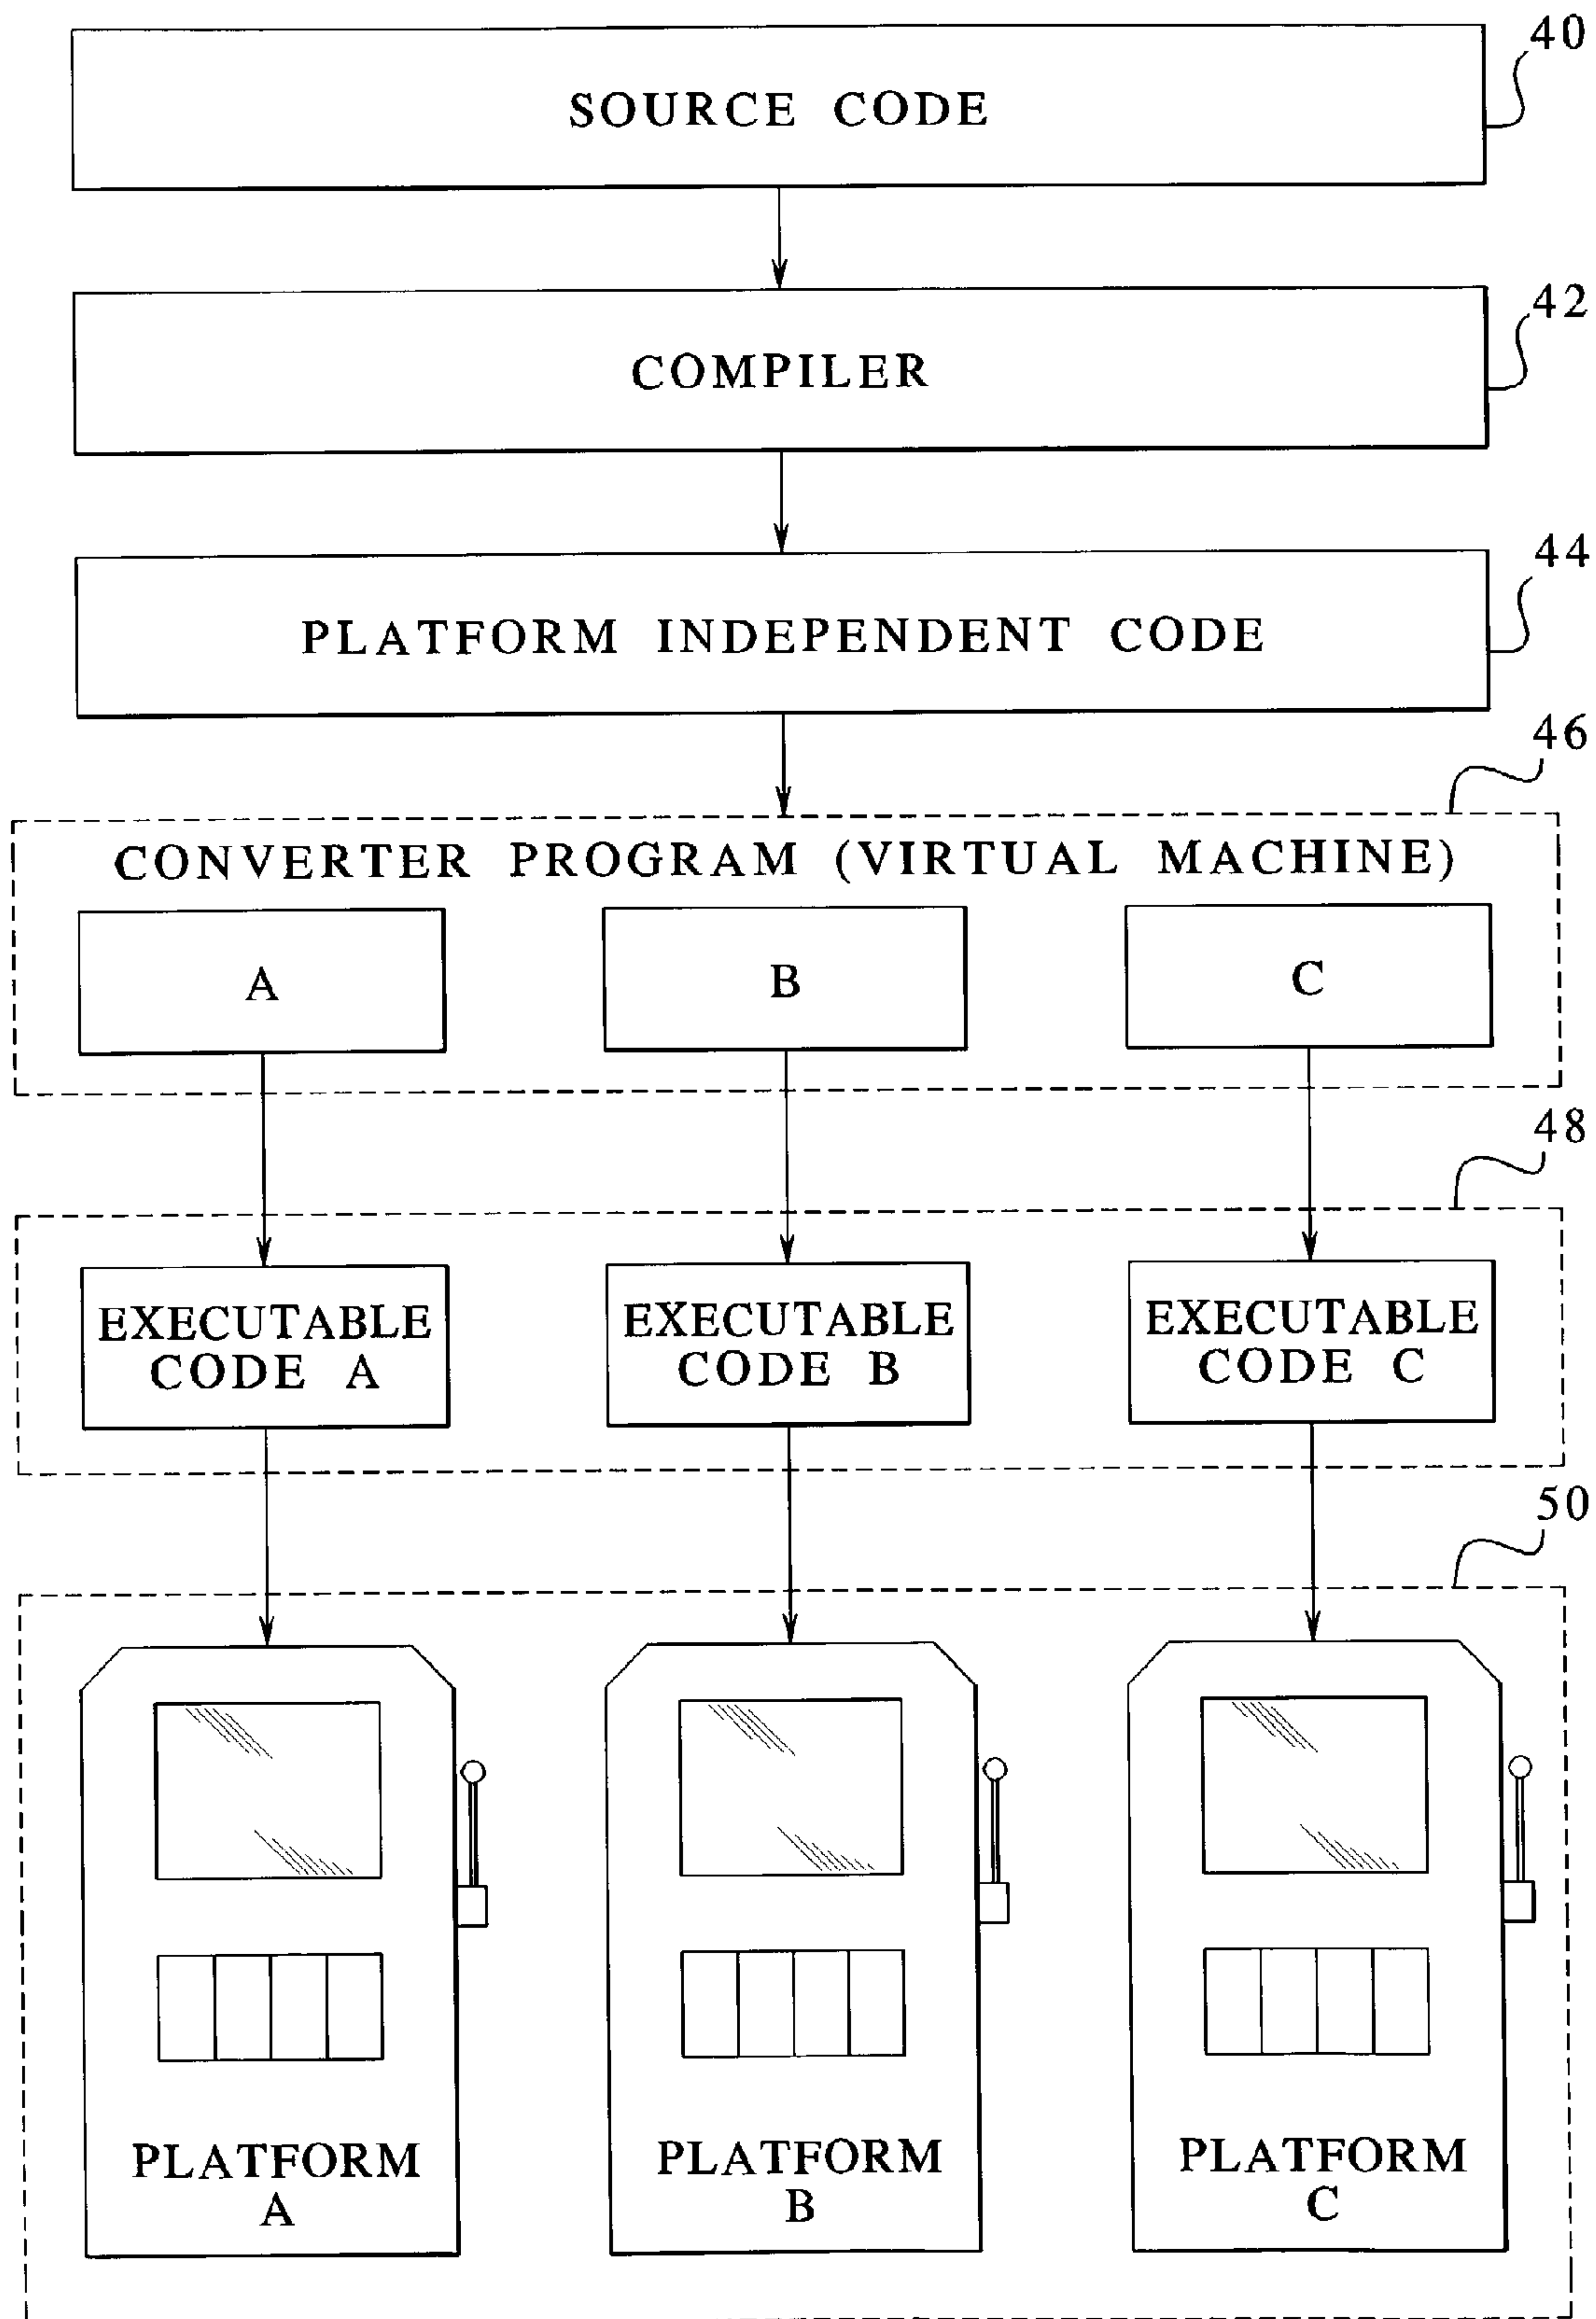 40
SOURCE CODE
42
COMPILER
44
PLATFORM INDEPENDENT CODE
46
CONVERTER PROGRAM (VIRTUAL MACHINE)
A
B
C
48
EXECUTABLE
CODE A
EXECUTABLE
CODE B
EXECUTABLE
CODE C
50
PLATFORM
A
PLATFORM
B
PLATFORM
C